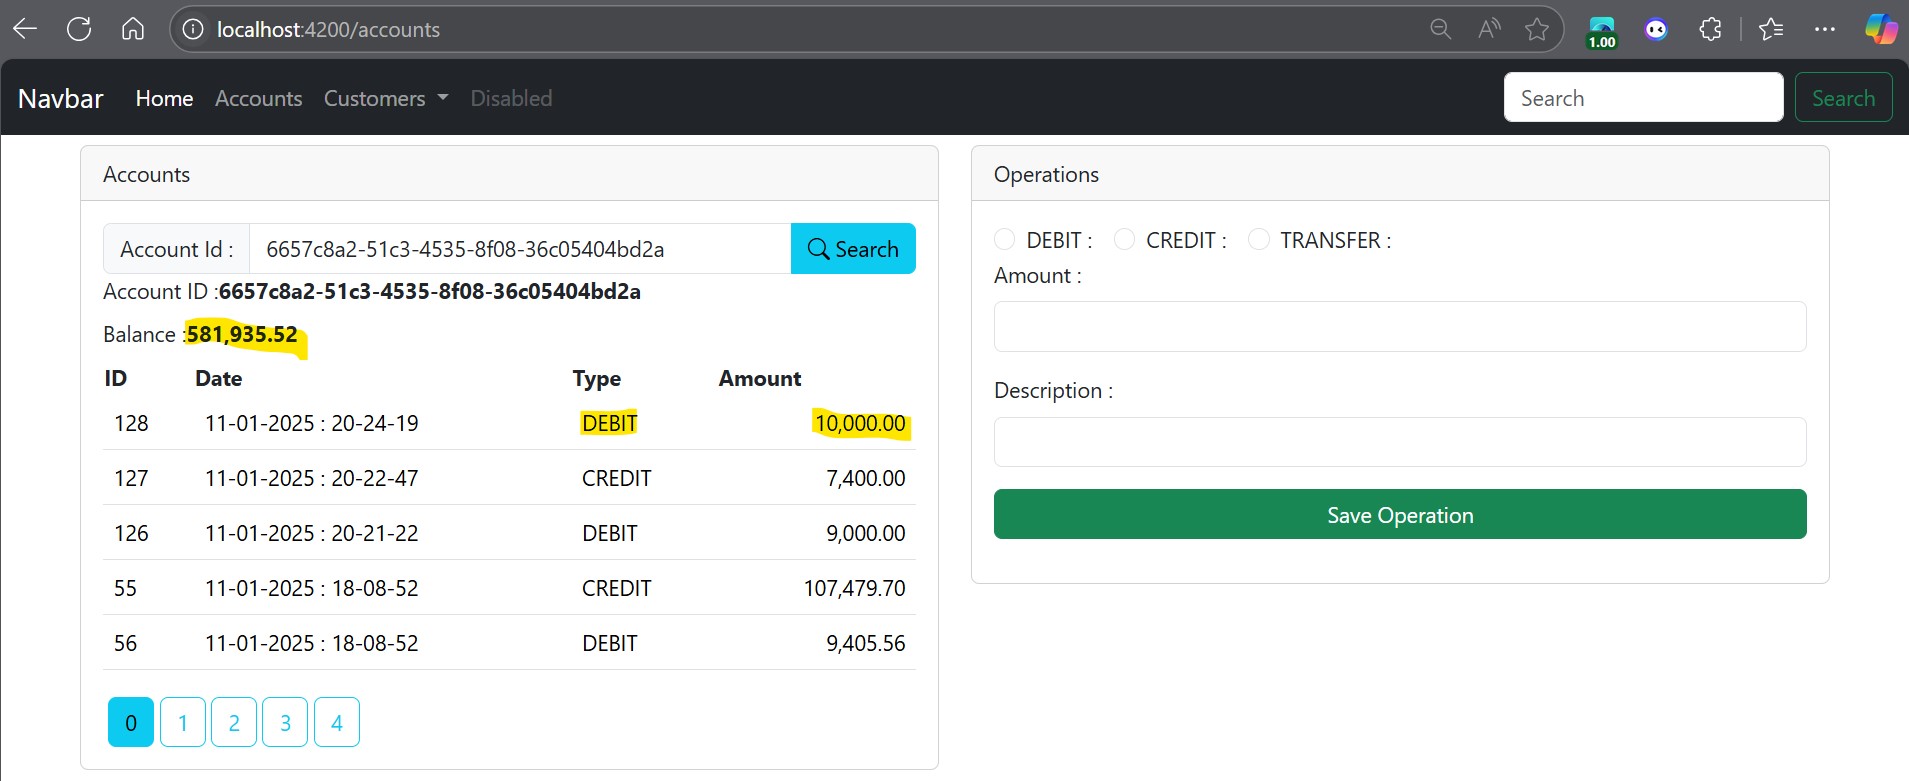 localhost:4200/accounts
1.00
Navbar Home Accounts Customers Disabled Search Search
Accounts
Account Id : 6657c8a2-51c3-4535-8f08-36c05404bd2a Search
Account ID :6657c8a2-51c3-4535-8f08-36c05404bd2a
Balance :581,935.52
ID Date Type Amount
128 11-01-2025 : 20-24-19 DEBIT 10,000.00
127 11-01-2025 : 20-22-47 CREDIT 7,400.00
126 11-01-2025 : 20-21-22 DEBIT 9,000.00
55 11-01-2025 : 18-08-52 CREDIT 107,479.70
56 11-01-2025 : 18-08-52 DEBIT 9,405.56
0 1 2 3 4
Operations
DEBIT : CREDIT : TRANSFER :
Amount :
Description :
Save Operation